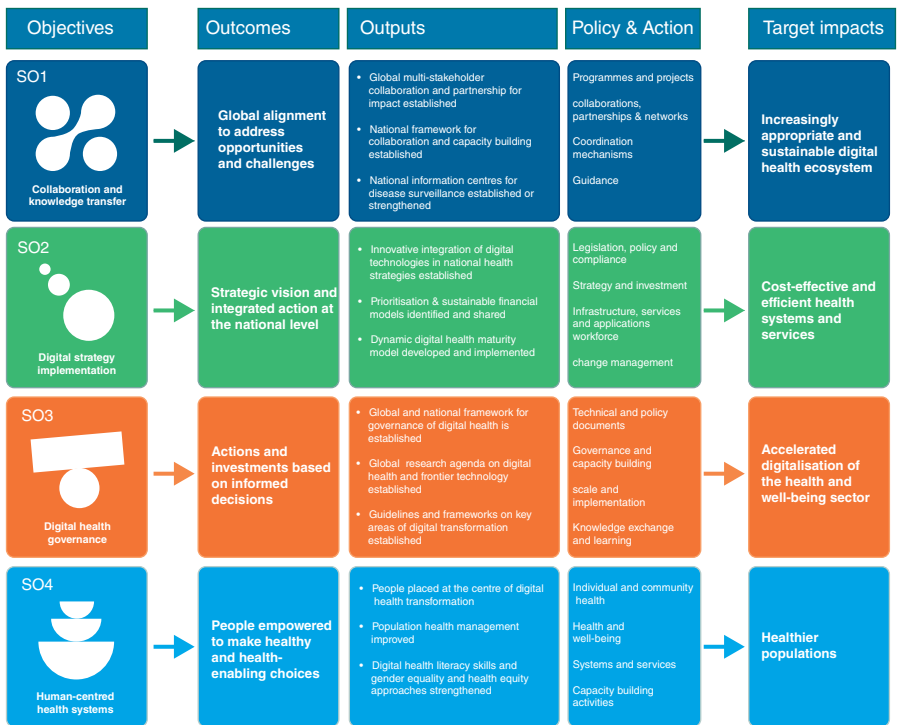 Objectives
Outcomes
Outputs
Policy & Action
Target impacts
SO1
Collaboration and
knowledge transfer
Global alignment
to address
opportunities
and challenges
• Global multi-stakeholder
collaboration and partnership for
impact established
• National framework for
collaboration and capacity building
established
• National information centres for
disease surveillance established or
strengthened
Programmes and projects
collaborations,
partnerships & networks
Coordination
mechanisms
Guidance
Increasingly
appropriate and
sustainable digital
health ecosystem
SO2
Digital strategy
implementation
Strategic vision and
integrated action at
the national level
• Innovative integration of digital
technologies in national health
strategies established
• Prioritisation & sustainable financial
models identified and shared
• Dynamic digital health maturity
model developed and implemented
Legislation, policy and
compliance
Strategy and investment
Infrastructure, services
and applications
workforce
change management
Cost-effective and
efficient health
systems and
services
SO3
Digital health
governance
Actions and
investments based
on informed
decisions
• Global and national framework for
governance of digital health is
established
• Global research agenda on digital
health and frontier technology
established
• Guidelines and frameworks on key
areas of digital transformation
established
Technical and policy
documents
Governance and
capacity building
scale and
implementation
Knowledge exchange
and learning
Accelerated
digitalisation of
the health and
well-being sector
SO4
Human-centred
health systems
People empowered
to make healthy
and health-
enabling choices
• People placed at the centre of digital
health transformation
• Population health management
improved
• Digital health literacy skills and
gender equality and health equity
approaches strengthened
Individual and community
health
Health and
well-being
Systems and services
Capacity building
activities
Healthier
populations